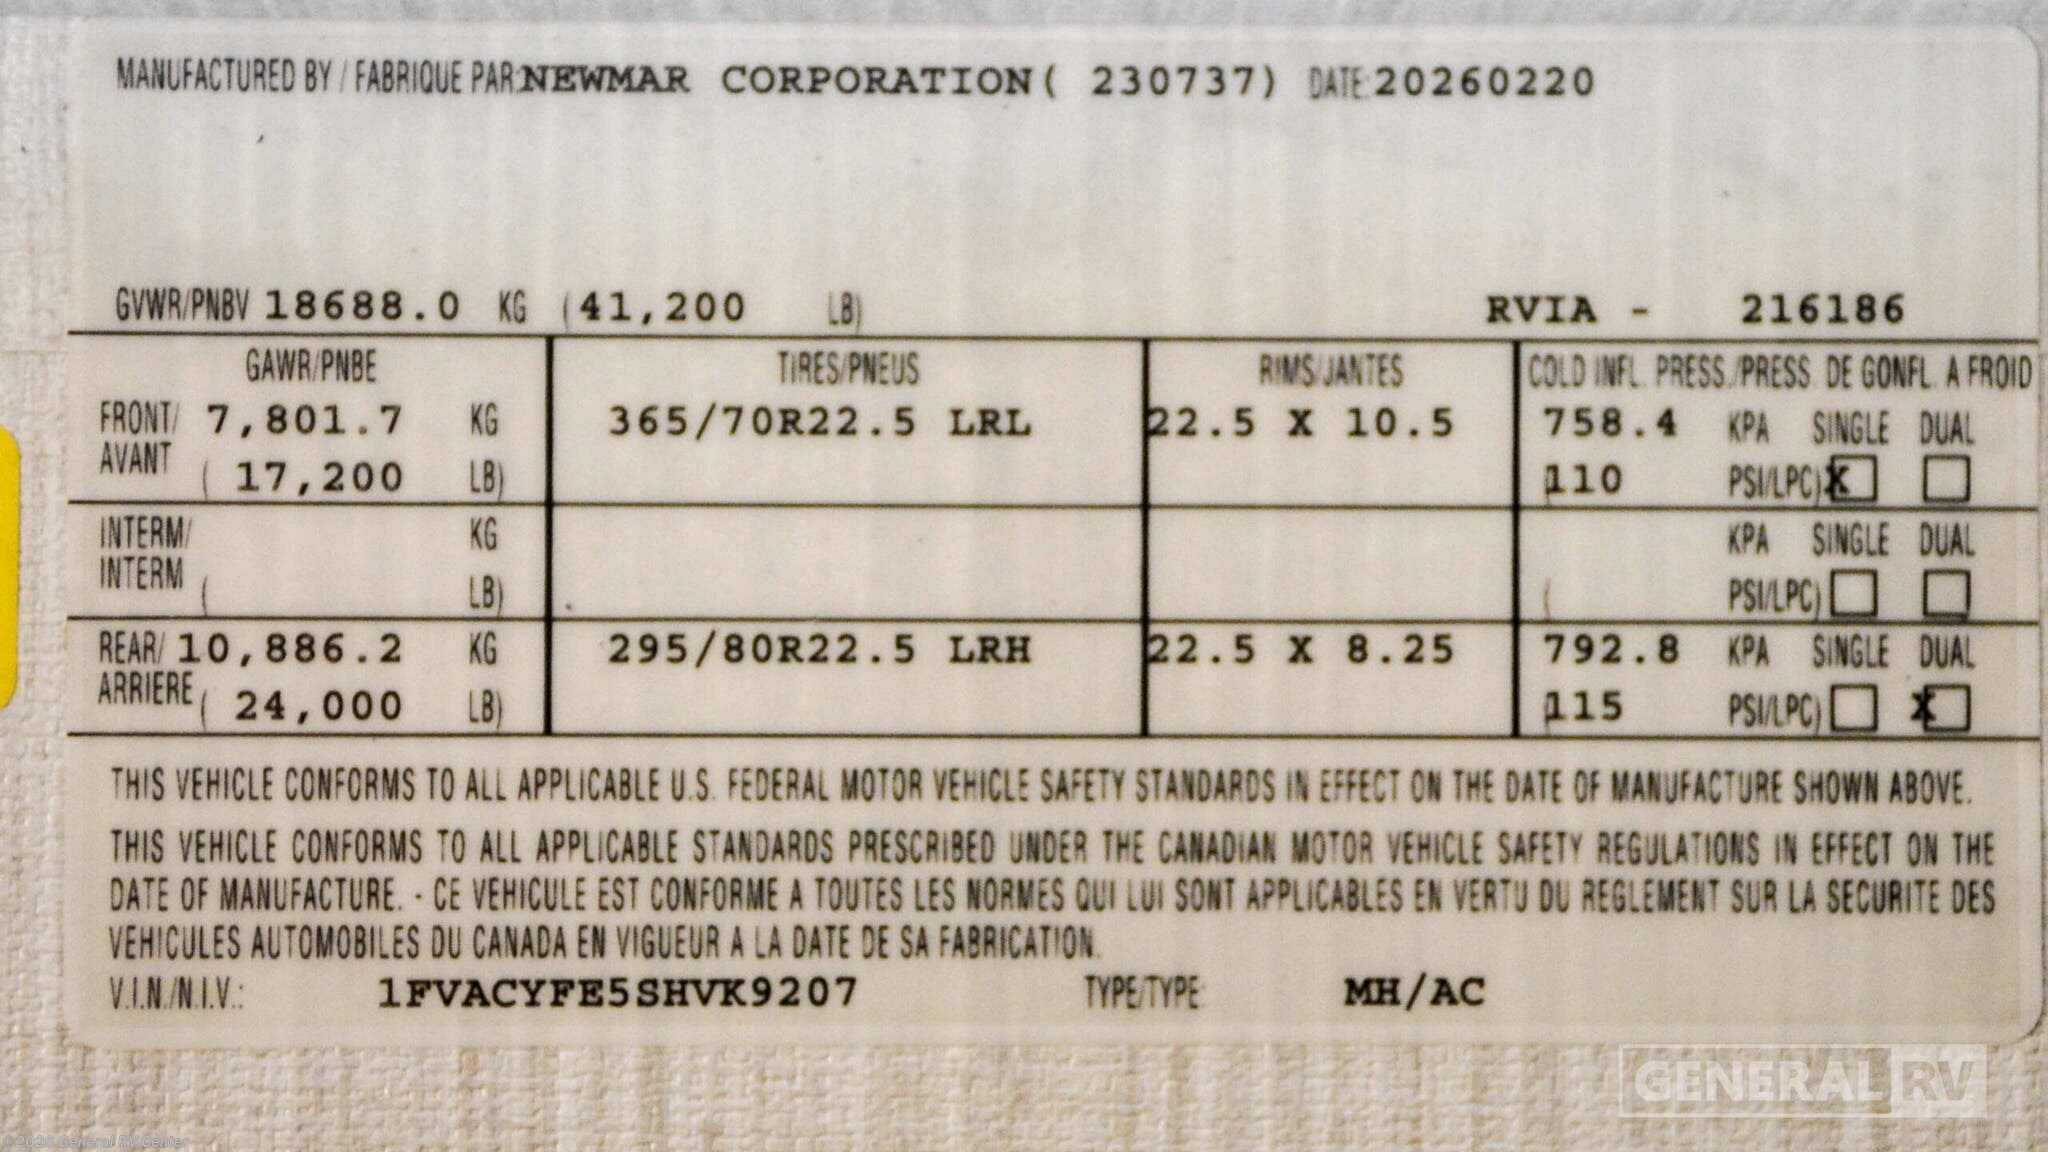 MANUFACTURED BY / FABRIQUE PAR: NEWMAR CORPORATION ( 230737) DATE: 20260220
GVWR/PNBV 18688.0 KG (41,200 LB) RVIA - 216186
GAWR/PNBE TIRES/PNEUS RIMS/JANTES COLD INFL. PRESS./PRESS. DE GONFL. A FROID
FRONT/ 7,801.7 KG 365/70R22.5 LRL 22.5 X 10.5 758.4 KPA SINGLE DUAL
AVANT ( 17,200 LB) (110 PSI/LPC) X
INTERM/ KG KPA SINGLE DUAL
INTERM ( LB) ( PSI/LPC)
REAR/ 10,886.2 KG 295/80R22.5 LRH 22.5 X 8.25 792.8 KPA SINGLE DUAL
ARRIERE ( 24,000 LB) (115 PSI/LPC) X
THIS VEHICLE CONFORMS TO ALL APPLICABLE U.S. FEDERAL MOTOR VEHICLE SAFETY STANDARDS IN EFFECT ON THE DATE OF MANUFACTURE SHOWN ABOVE.
THIS VEHICLE CONFORMS TO ALL APPLICABLE STANDARDS PRESCRIBED UNDER THE CANADIAN MOTOR VEHICLE SAFETY REGULATIONS IN EFFECT ON THE
DATE OF MANUFACTURE. - CE VEHICULE EST CONFORME A TOUTES LES NORMES QUI LUI SONT APPLICABLES EN VERTU DU REGLEMENT SUR LA SECURITE DES
VEHICULES AUTOMOBILES DU CANADA EN VIGUEUR A LA DATE DE SA FABRICATION.
V.I.N./N.I.V.: 1FVACYFE5SHVK9207 TYPE/TYPE: MH/AC
GENERAL RV
©2026 General RV Center